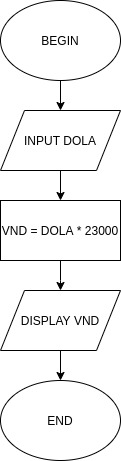 BEGIN
INPUT DOLA
VND = DOLA * 23000
DISPLAY VND
END